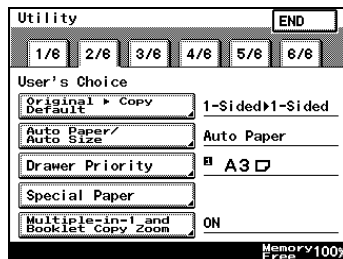 Utility
END
1/6 2/6 3/6 4/6 5/6 6/6
User's Choice
Original ▸ Copy
Default
1-Sided▸1-Sided
Auto Paper/
Auto Size
Auto Paper
Drawer Priority
1 A3
Special Paper
Multiple-in-1 and
Booklet Copy Zoom
ON
Memory
Free 100%